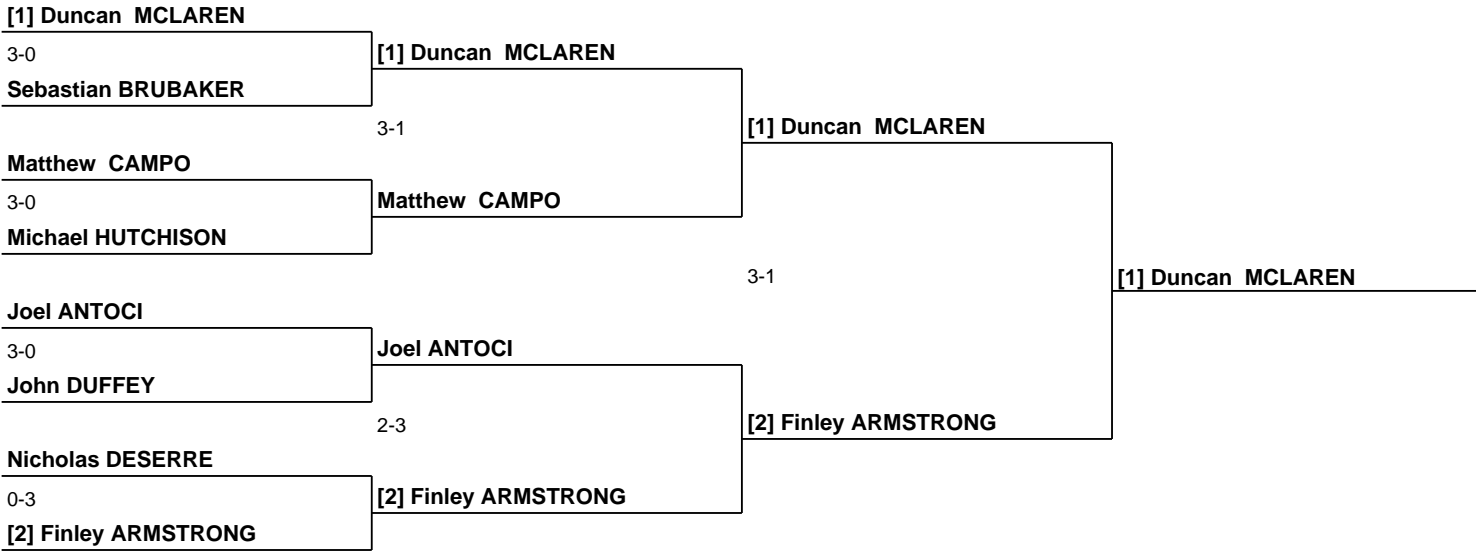 [1] Duncan MCLAREN
3-0
[1] Duncan MCLAREN
Sebastian BRUBAKER
3-1
[1] Duncan MCLAREN
Matthew CAMPO
3-0
Matthew CAMPO
Michael HUTCHISON
3-1
[1] Duncan MCLAREN
Joel ANTOCI
3-0
Joel ANTOCI
John DUFFEY
2-3
[2] Finley ARMSTRONG
Nicholas DESERRE
0-3
[2] Finley ARMSTRONG
[2] Finley ARMSTRONG